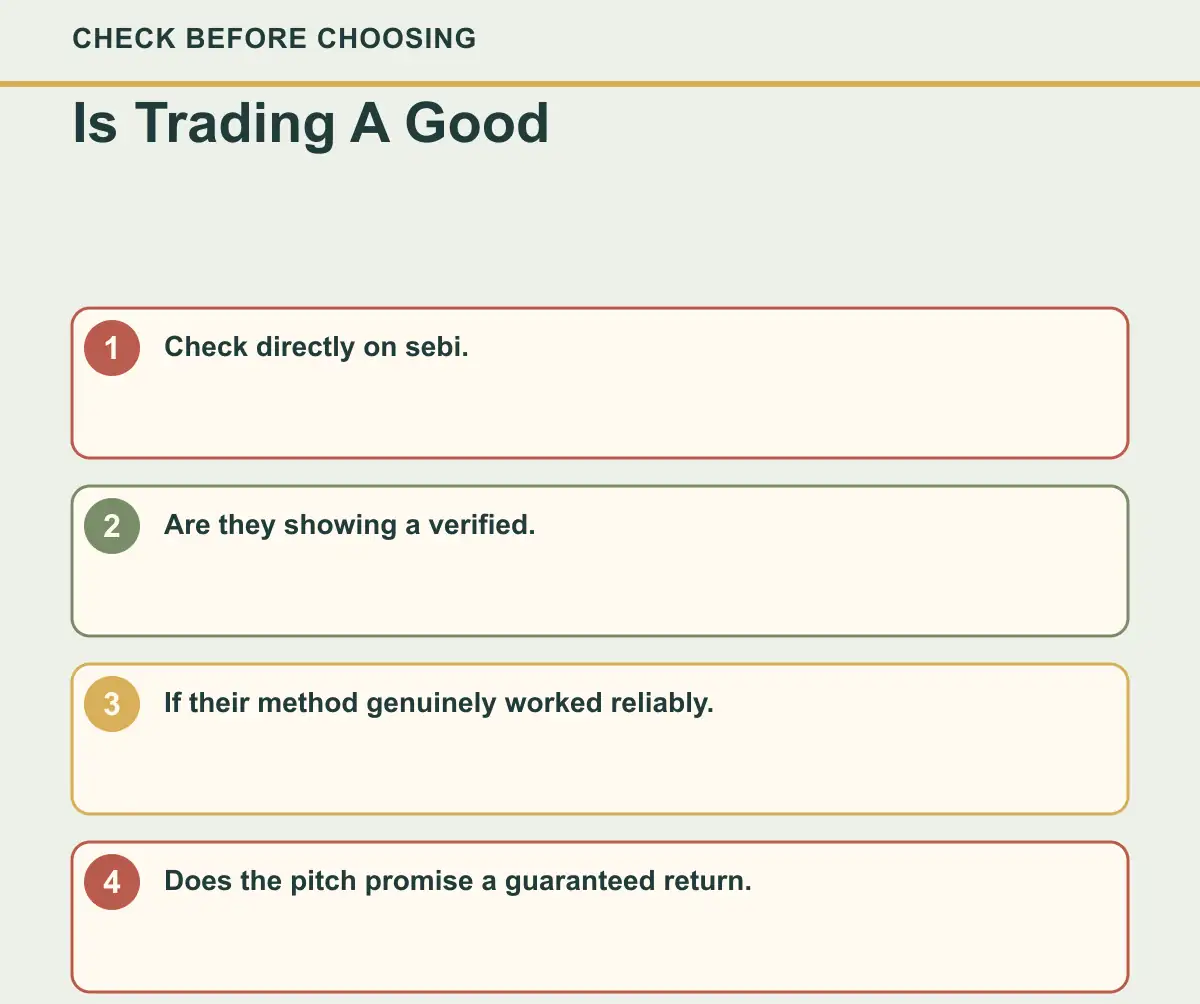 CHECK BEFORE CHOOSING
Is Trading A Good
1
Check directly on sebi.
2
Are they showing a verified.
3
If their method genuinely worked reliably.
4
Does the pitch promise a guaranteed return.